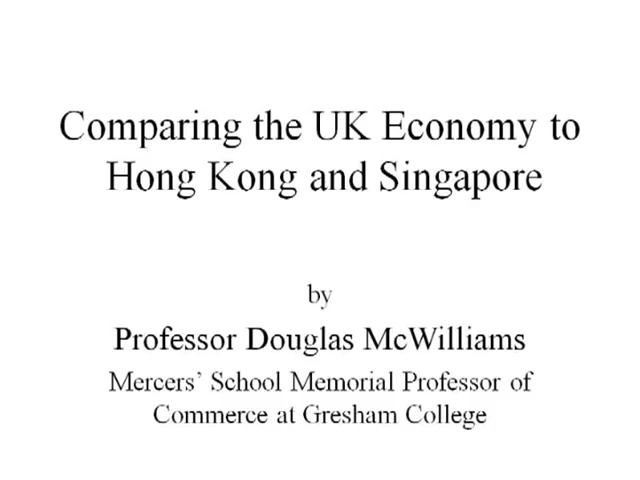 Comparing the UK Economy to
Hong Kong and Singapore
by
Professor Douglas McWilliams
Mercers’ School Memorial Professor of
Commerce at Gresham College